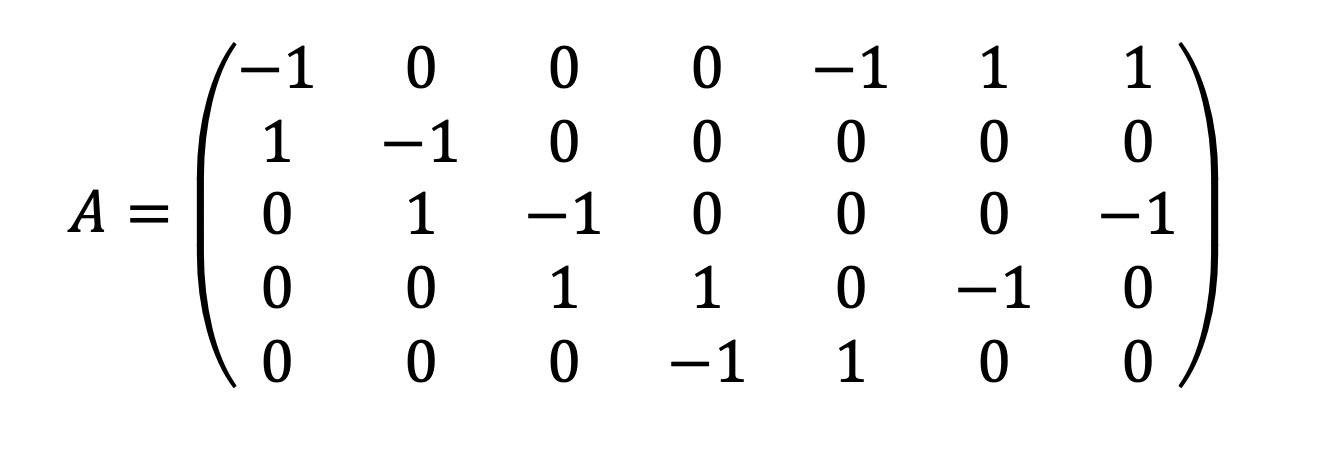 −1 0 0 0 −1 1 1
1 −1 0 0 0 0 0
A = 0 1 −1 0 0 0 −1
0 0 1 1 0 −1 0
0 0 0 −1 1 0 0